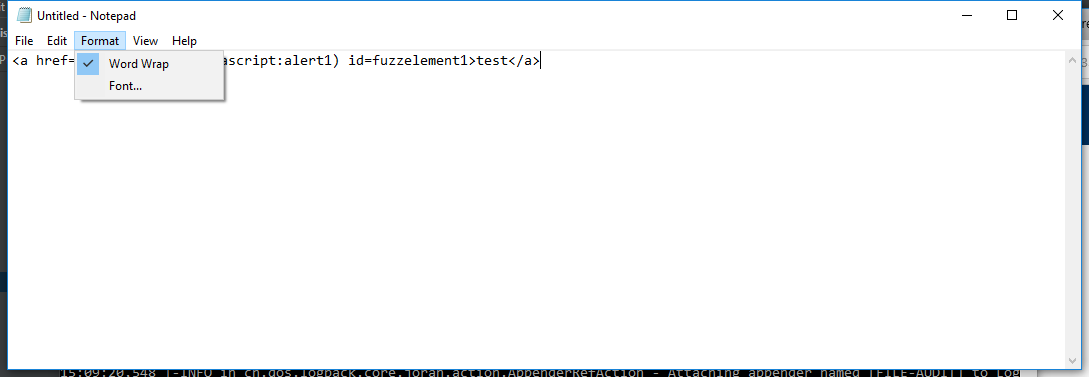 Untitled - Notepad
File Edit Format View Help
<a href= ascript:alert1) id=fuzzelement1>test</a>
Word Wrap
Font...
15:09:20,548 |-INFO in ch.qos.logback.core.joran.action.AppenderRefAction - Attaching appender named [FILE-AUDIT] to Log